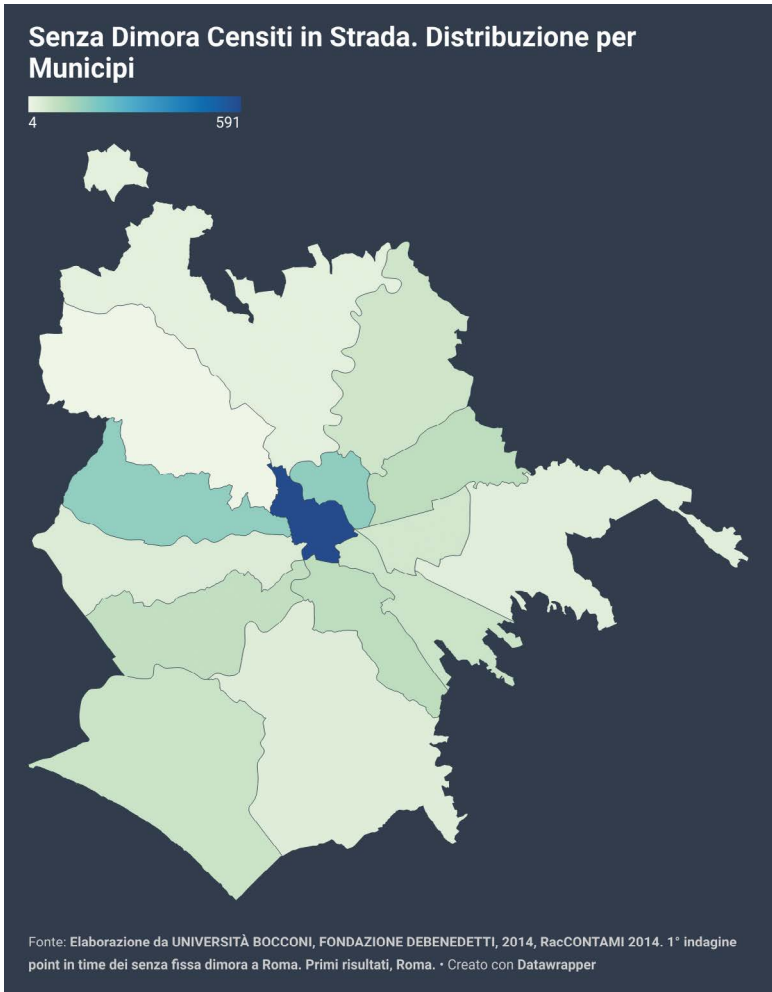 Senza Dimora Censiti in Strada. Distribuzione per
Municipi
4 591
Fonte: Elaborazione da UNIVERSITÀ BOCCONI, FONDAZIONE DEBENEDETTI, 2014, RacCONTAMI 2014. 1° indagine
point in time dei senza fissa dimora a Roma. Primi risultati, Roma. • Creato con Datawrapper